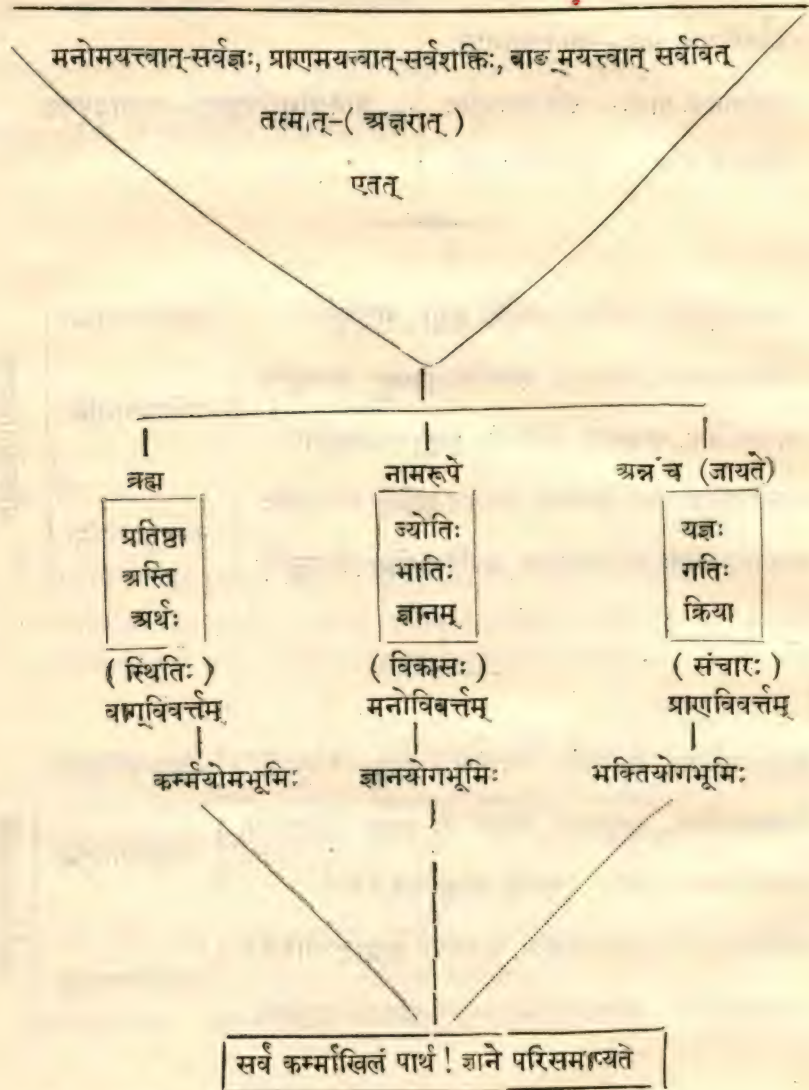 मनोमयत्त्वात्-सर्वज्ञः, प्राणमयत्त्वात्-सर्वशक्तिः, बाङ्मयत्त्वात् सर्ववित्
तस्मात्-( अक्षरात् )
एतत्
ब्रह्म नामरूपे अन्नं च (जायते)
प्रतिष्ठा ज्योतिः यज्ञः
अस्ति भातिः गतिः
अर्थः ज्ञानम् क्रिया
( स्थितिः ) ( विकासः ) ( संचारः )
बाग्विवर्त्तम् मनोविबर्त्तम् प्राणविवर्त्तम्
कर्म्मयोमभूमिः ज्ञानयोगभूमिः भक्तियोगभूमिः
सर्वं कर्म्माखिलं पार्थ ! ज्ञाने परिसमाप्यते